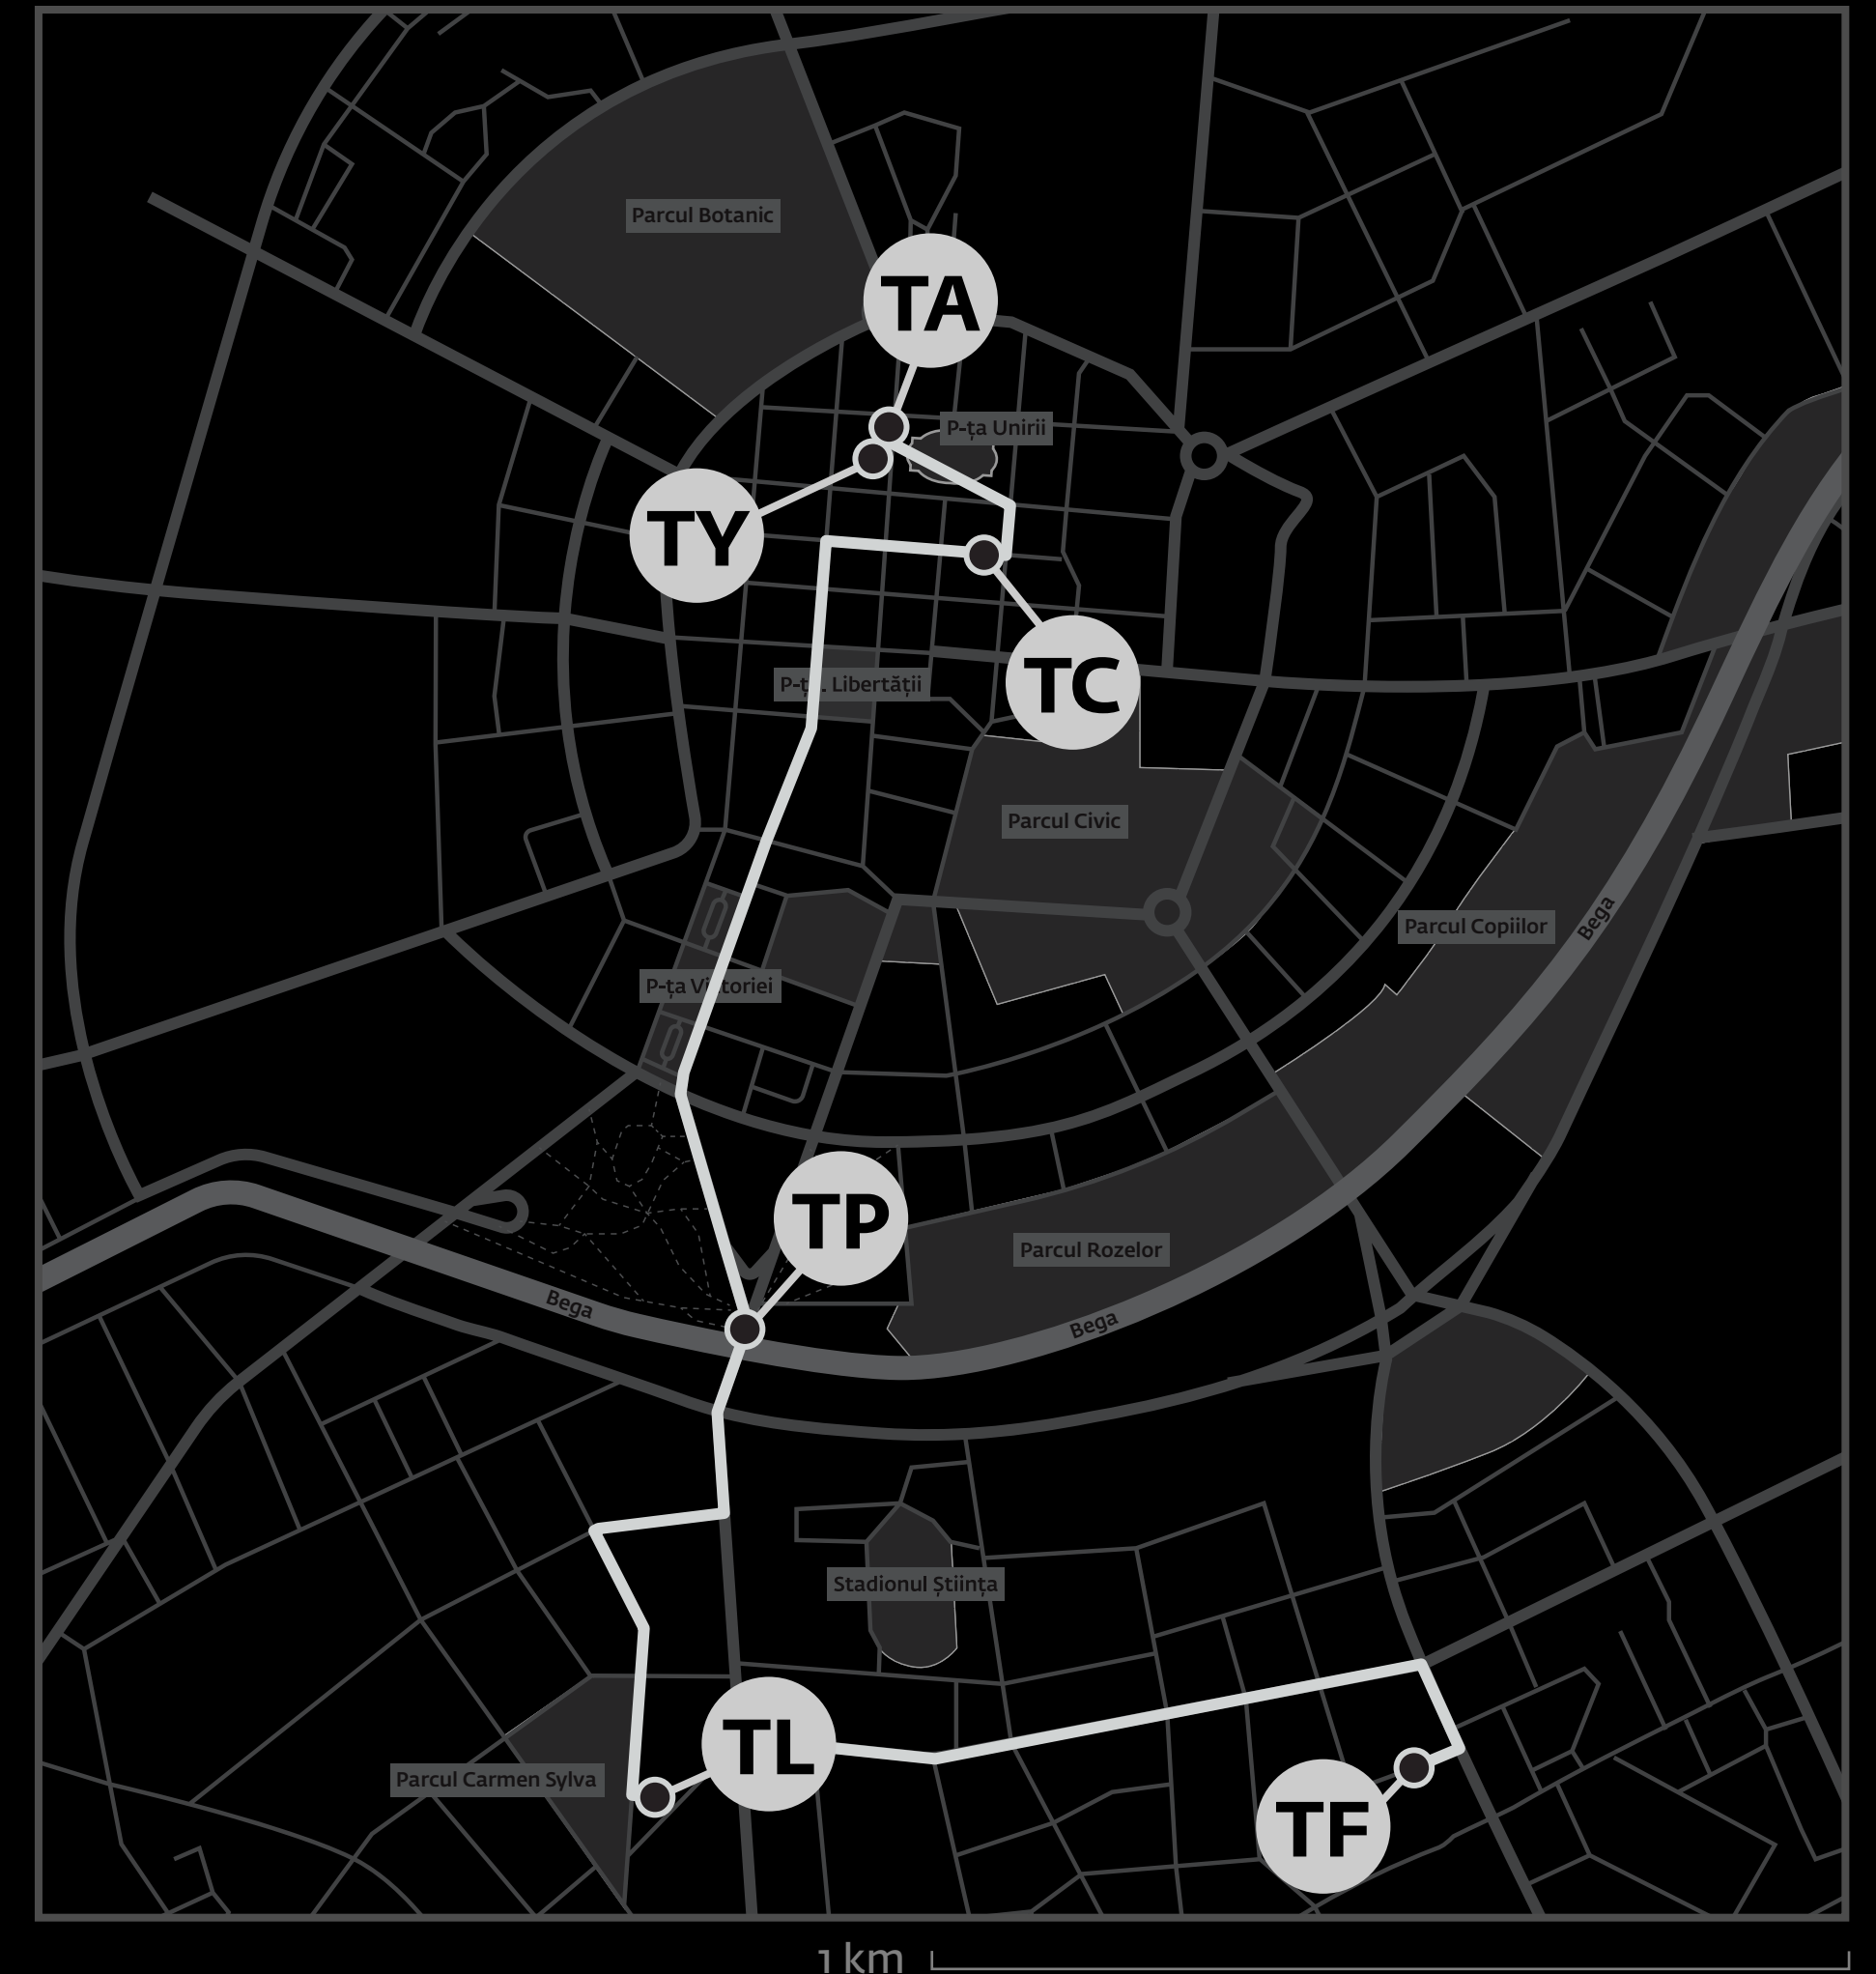 Parcul Botanic
TA
P-ța Unirii
TY
TC
P-ța Libertății
Parcul Civic
Parcul Copiilor
Bega
P-ța Victoriei
TP
Parcul Rozelor
Bega
Bega
Stadionul Știința
TL
Parcul Carmen Sylva
TF
1 km